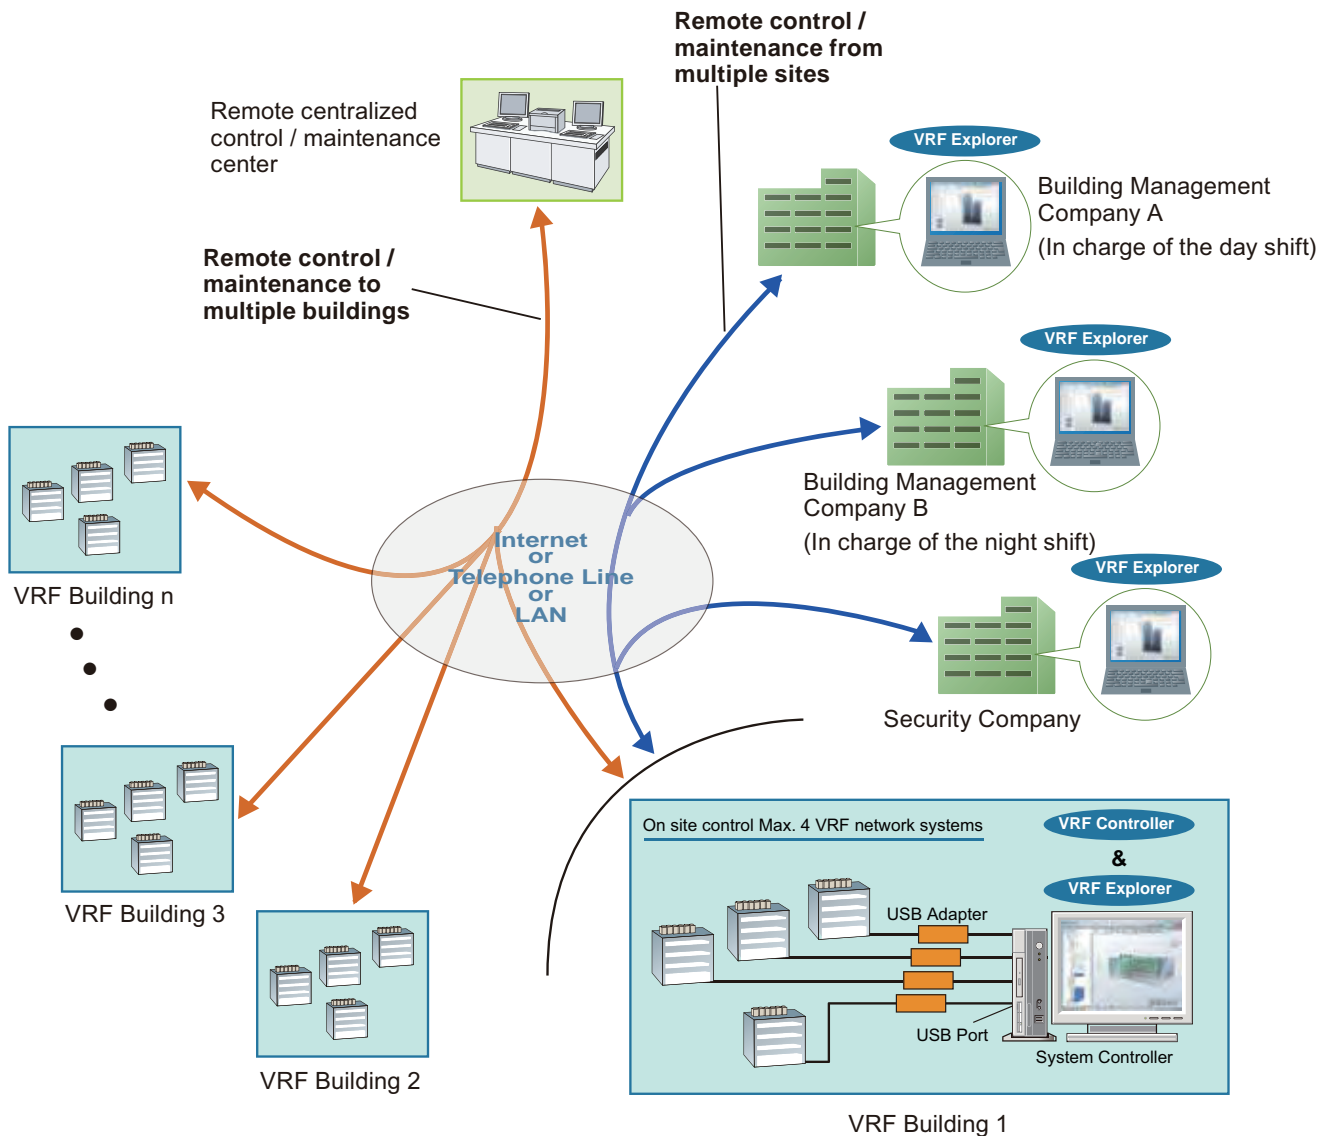 Remote control /
maintenance from
multiple sites
Remote centralized
control / maintenance
center
VRF Explorer
Building Management
Company A
(In charge of the day shift)
Remote control /
maintenance to
multiple buildings
VRF Explorer
Building Management
Company B
(In charge of the night shift)
Internet
or
Telephone Line
or
LAN
VRF Building n
VRF Explorer
Security Company
VRF Building 3
VRF Building 2
On site control Max. 4 VRF network systems
VRF Controller
&
VRF Explorer
USB Adapter
USB Port
System Controller
VRF Building 1